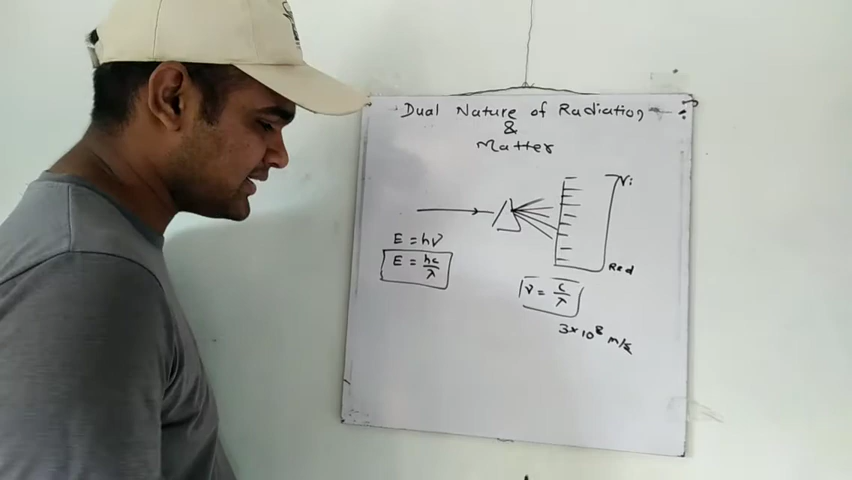 Dual Nature of Radiation :
&
Matter
Vi
E = hν
E = hc/λ
Red
ν = c/λ
3×10⁸ m/s